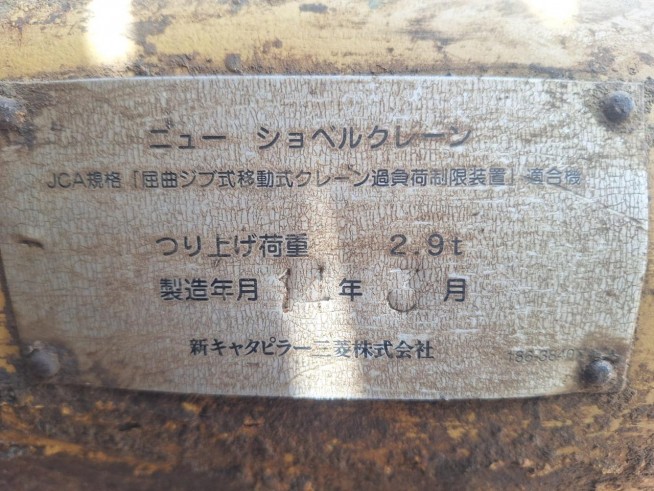 ニュー ショベルクレーン
JCA規格「屈曲ジブ式移動式クレーン過負荷制限装置」適合機
つり上げ荷重 2.9t
製造年月 年 月
新キャタピラー三菱株式会社